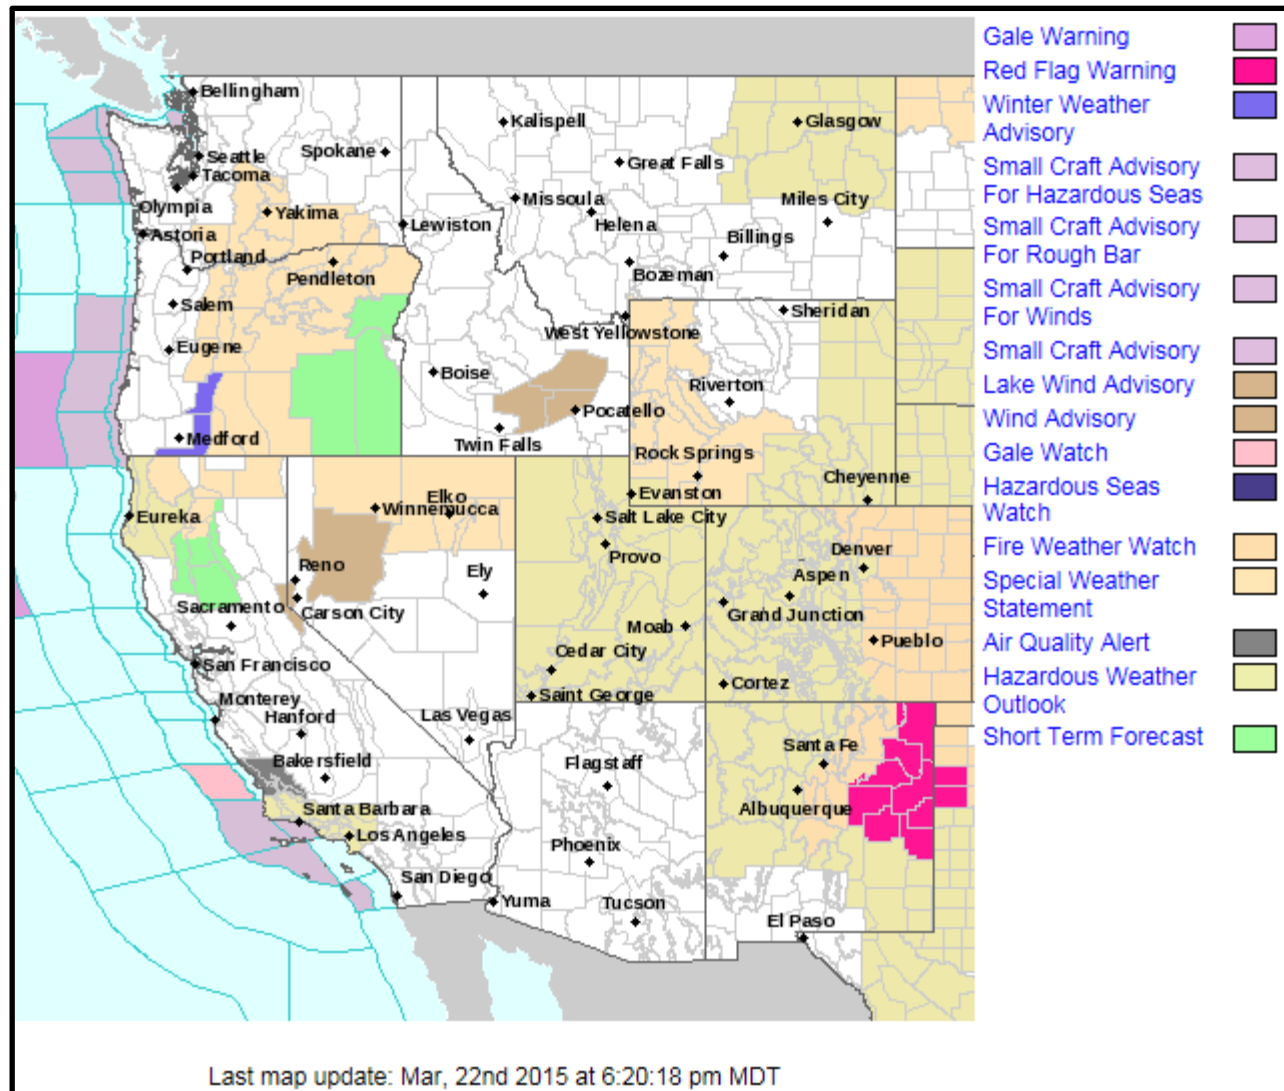 Bellingham
Seattle
Tacoma
Spokane
Olympia
Yakima
Astoria
Portland
Pendleton
Lewiston
Salem
Eugene
Medford
Kalispell
Great Falls
Glasgow
Missoula
Helena
Miles City
Billings
Bozeman
West Yellowstone
Sheridan
Boise
Pocatello
Twin Falls
Riverton
Rock Springs
Evanston
Cheyenne
Eureka
Elko
Winnemucca
Salt Lake City
Provo
Reno
Carson City
Ely
Sacramento
Denver
Aspen
Grand Junction
Moab
Pueblo
San Francisco
Cedar City
Saint George
Cortez
Monterey
Hanford
Las Vegas
Bakersfield
Flagstaff
Santa Fe
Albuquerque
Santa Barbara
Los Angeles
Phoenix
San Diego
Yuma
Tucson
El Paso
Gale Warning
Red Flag Warning
Winter Weather
Advisory
Small Craft Advisory
For Hazardous Seas
Small Craft Advisory
For Rough Bar
Small Craft Advisory
For Winds
Small Craft Advisory
Lake Wind Advisory
Wind Advisory
Gale Watch
Hazardous Seas
Watch
Fire Weather Watch
Special Weather
Statement
Air Quality Alert
Hazardous Weather
Outlook
Short Term Forecast
Last map update: Mar, 22nd 2015 at 6:20:18 pm MDT